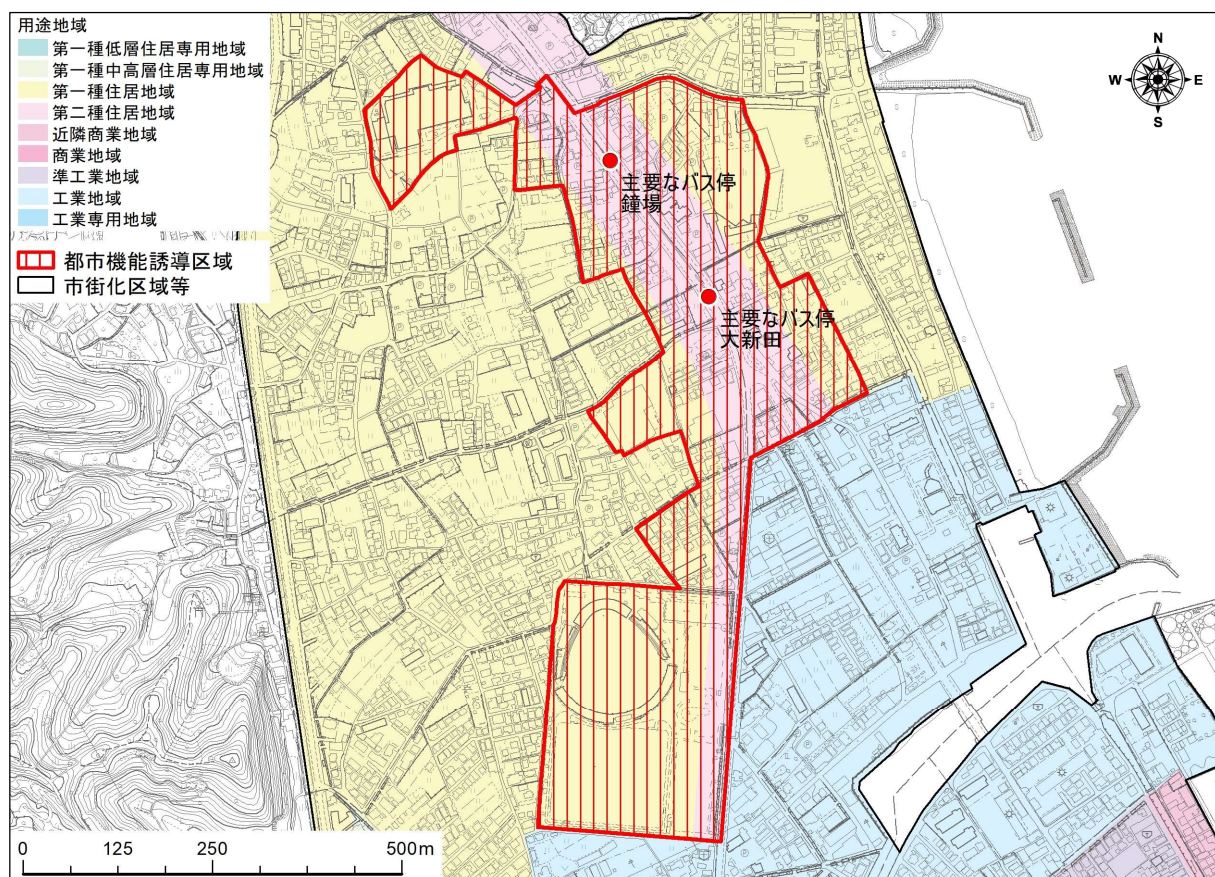 用途地域
第一種低層住居専用地域
第一種中高層住居専用地域
第一種住居地域
第二種住居地域
近隣商業地域
商業地域
準工業地域
工業地域
工業専用地域
都市機能誘導区域
市街化区域等
N
W
E
S
主要なバス停
鐘場
主要なバス停
大新田
0
125
250
500m